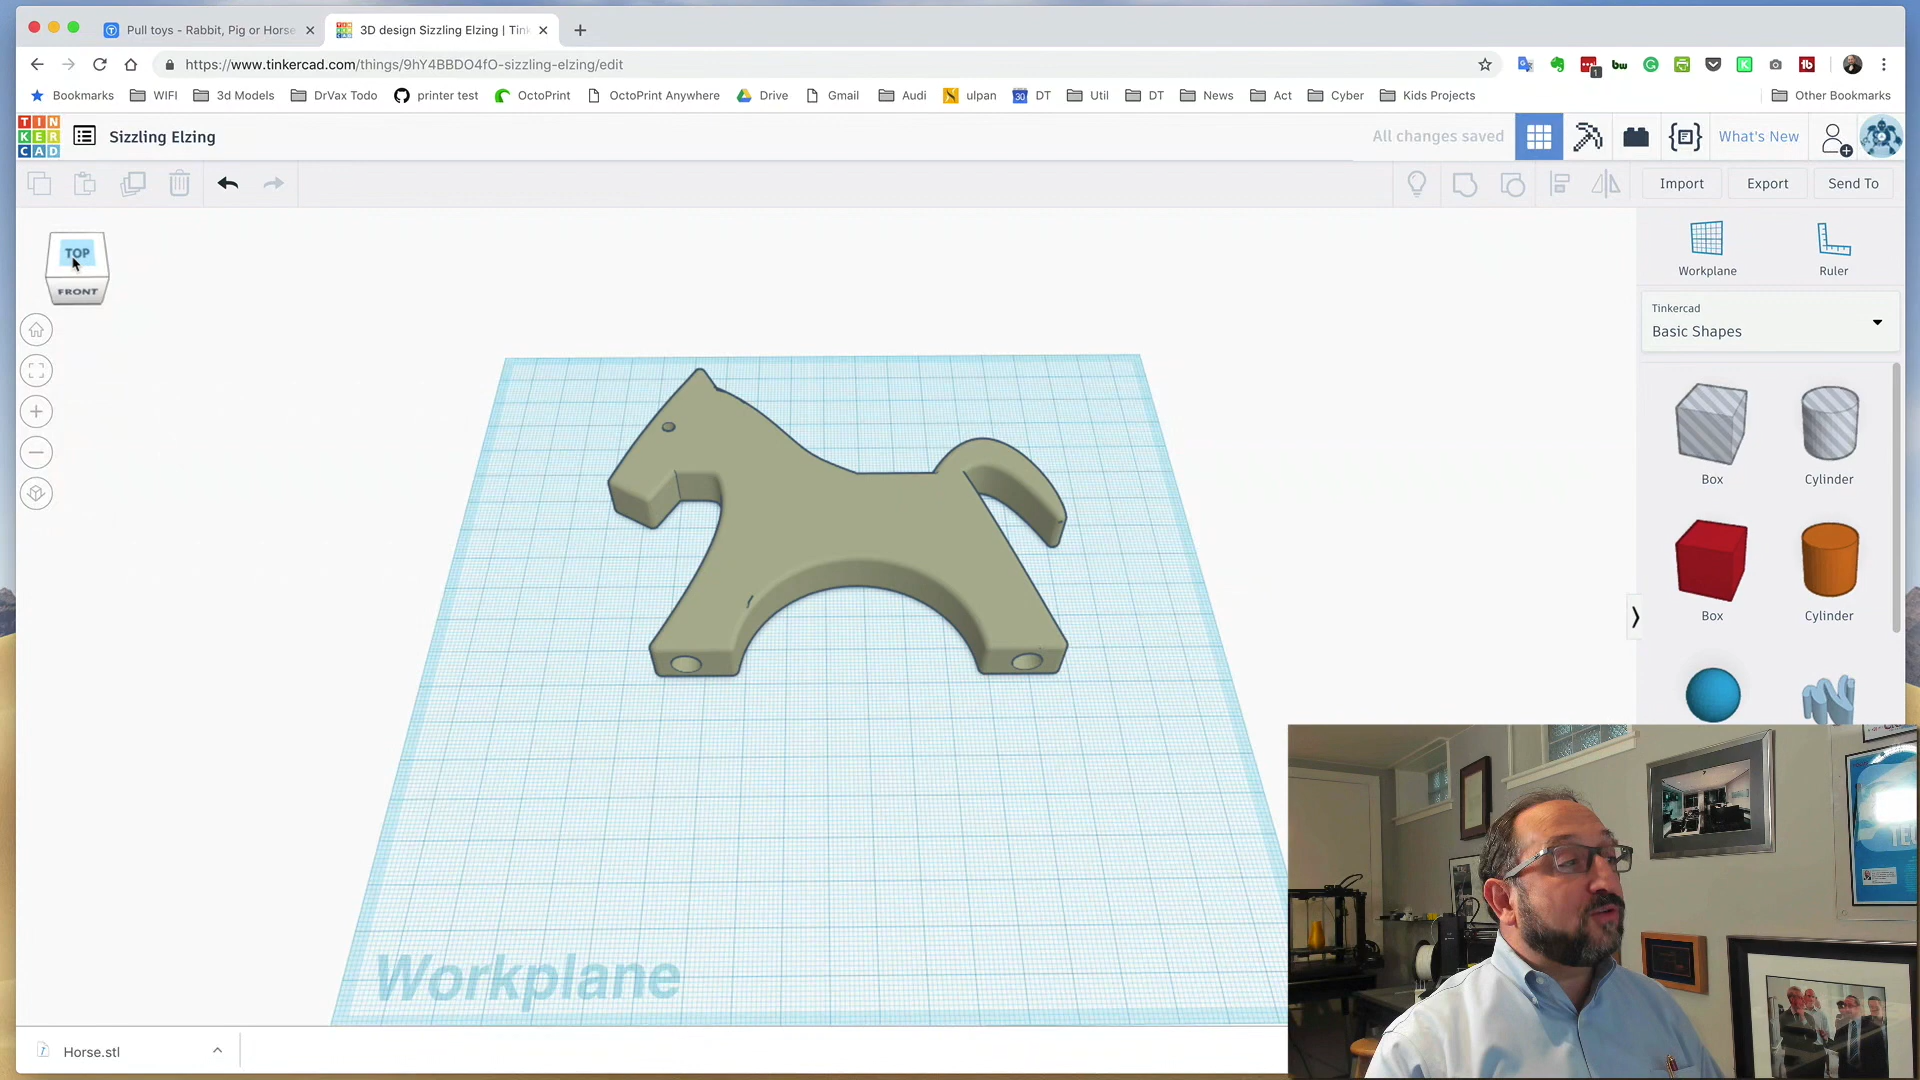 Pull toys - Rabbit, Pig or Horse
3D design Sizzling Elzing | Tin
https://www.tinkercad.com/things/9hY4BBDO4fO-sizzling-elzing/edit
1
bw
Bookmarks
WIFI
3d Models
DrVax Todo
printer test
OctoPrint
OctoPrint Anywhere
Drive
Gmail
Audi
ulpan
30
DT
Util
DT
News
Act
Cyber
Kids Projects
Other Bookmarks
TIN
KER
CAD
Sizzling Elzing
All changes saved
What's New
Import
Export
Send To
TOP
FRONT
Workplane
Ruler
Tinkercad
Basic Shapes
Box
Cylinder
Box
Cylinder
Workplane
Horse.stl